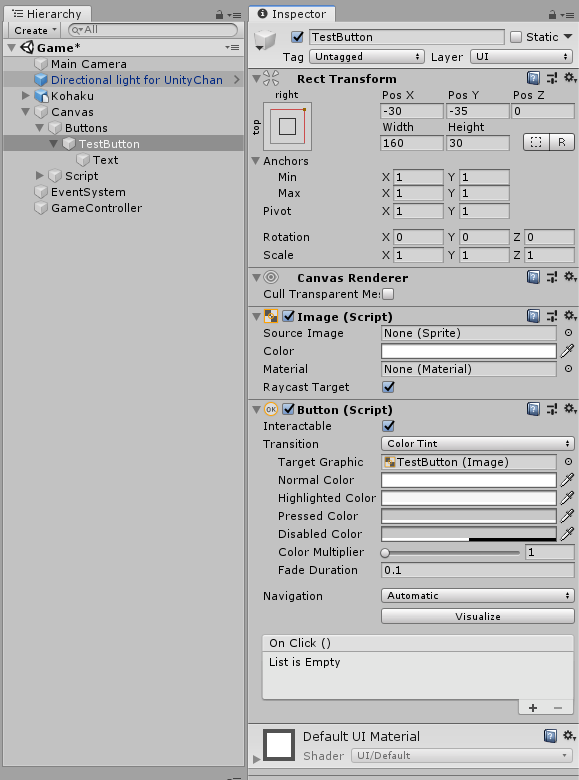 Hierarchy
Create
All
Game*
Main Camera
Directional light for UnityChan
Kohaku
Canvas
Buttons
TestButton
Text
Script
EventSystem
GameController
Inspector
TestButton
Static
Tag Untagged Layer UI
Rect Transform
right
top
Pos X Pos Y Pos Z
-30 -35 0
Width Height
160 30 R
Anchors
Min X 1 Y 1
Max X 1 Y 1
Pivot X 1 Y 1
Rotation X 0 Y 0 Z 0
Scale X 1 Y 1 Z 1
Canvas Renderer
Cull Transparent Mes
Image (Script)
Source Image None (Sprite)
Color
Material None (Material)
Raycast Target
OK Button (Script)
Interactable
Transition Color Tint
Target Graphic TestButton (Image)
Normal Color
Highlighted Color
Pressed Color
Disabled Color
Color Multiplier 1
Fade Duration 0.1
Navigation Automatic
Visualize
On Click ()
List is Empty
+ −
Default UI Material
Shader UI/Default